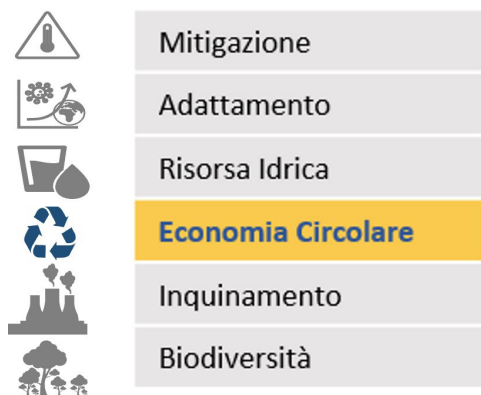 Mitigazione
Adattamento
Risorsa Idrica
Economia Circolare
Inquinamento
Biodiversità